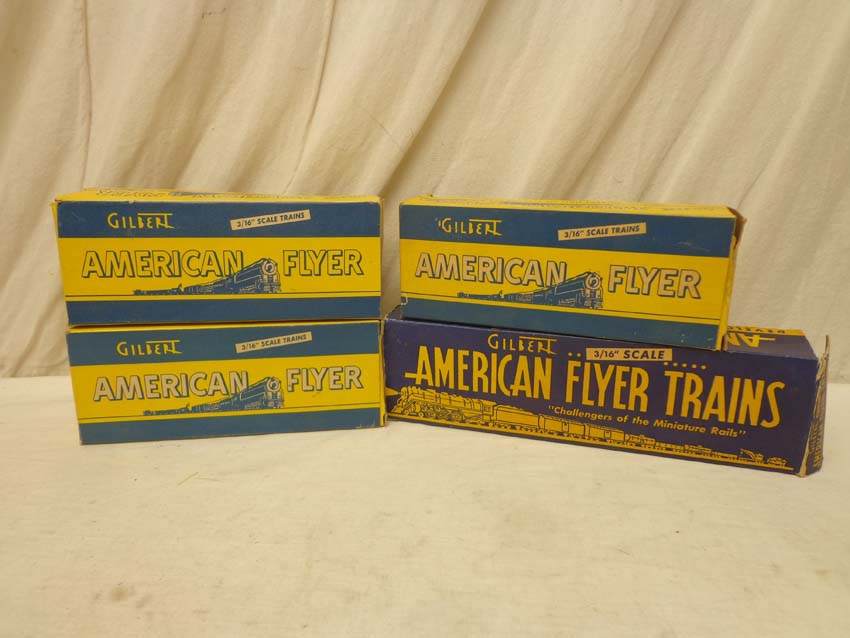 GILBERT
3/16" SCALE TRAINS
AMERICAN FLYER
GILBERT
3/16" SCALE TRAINS
AMERICAN FLYER
GILBERT
3/16" SCALE TRAINS
AMERICAN FLYER
GILBERT
3/16" SCALE
AMERICAN FLYER TRAINS
"Challengers of the Miniature Rails"